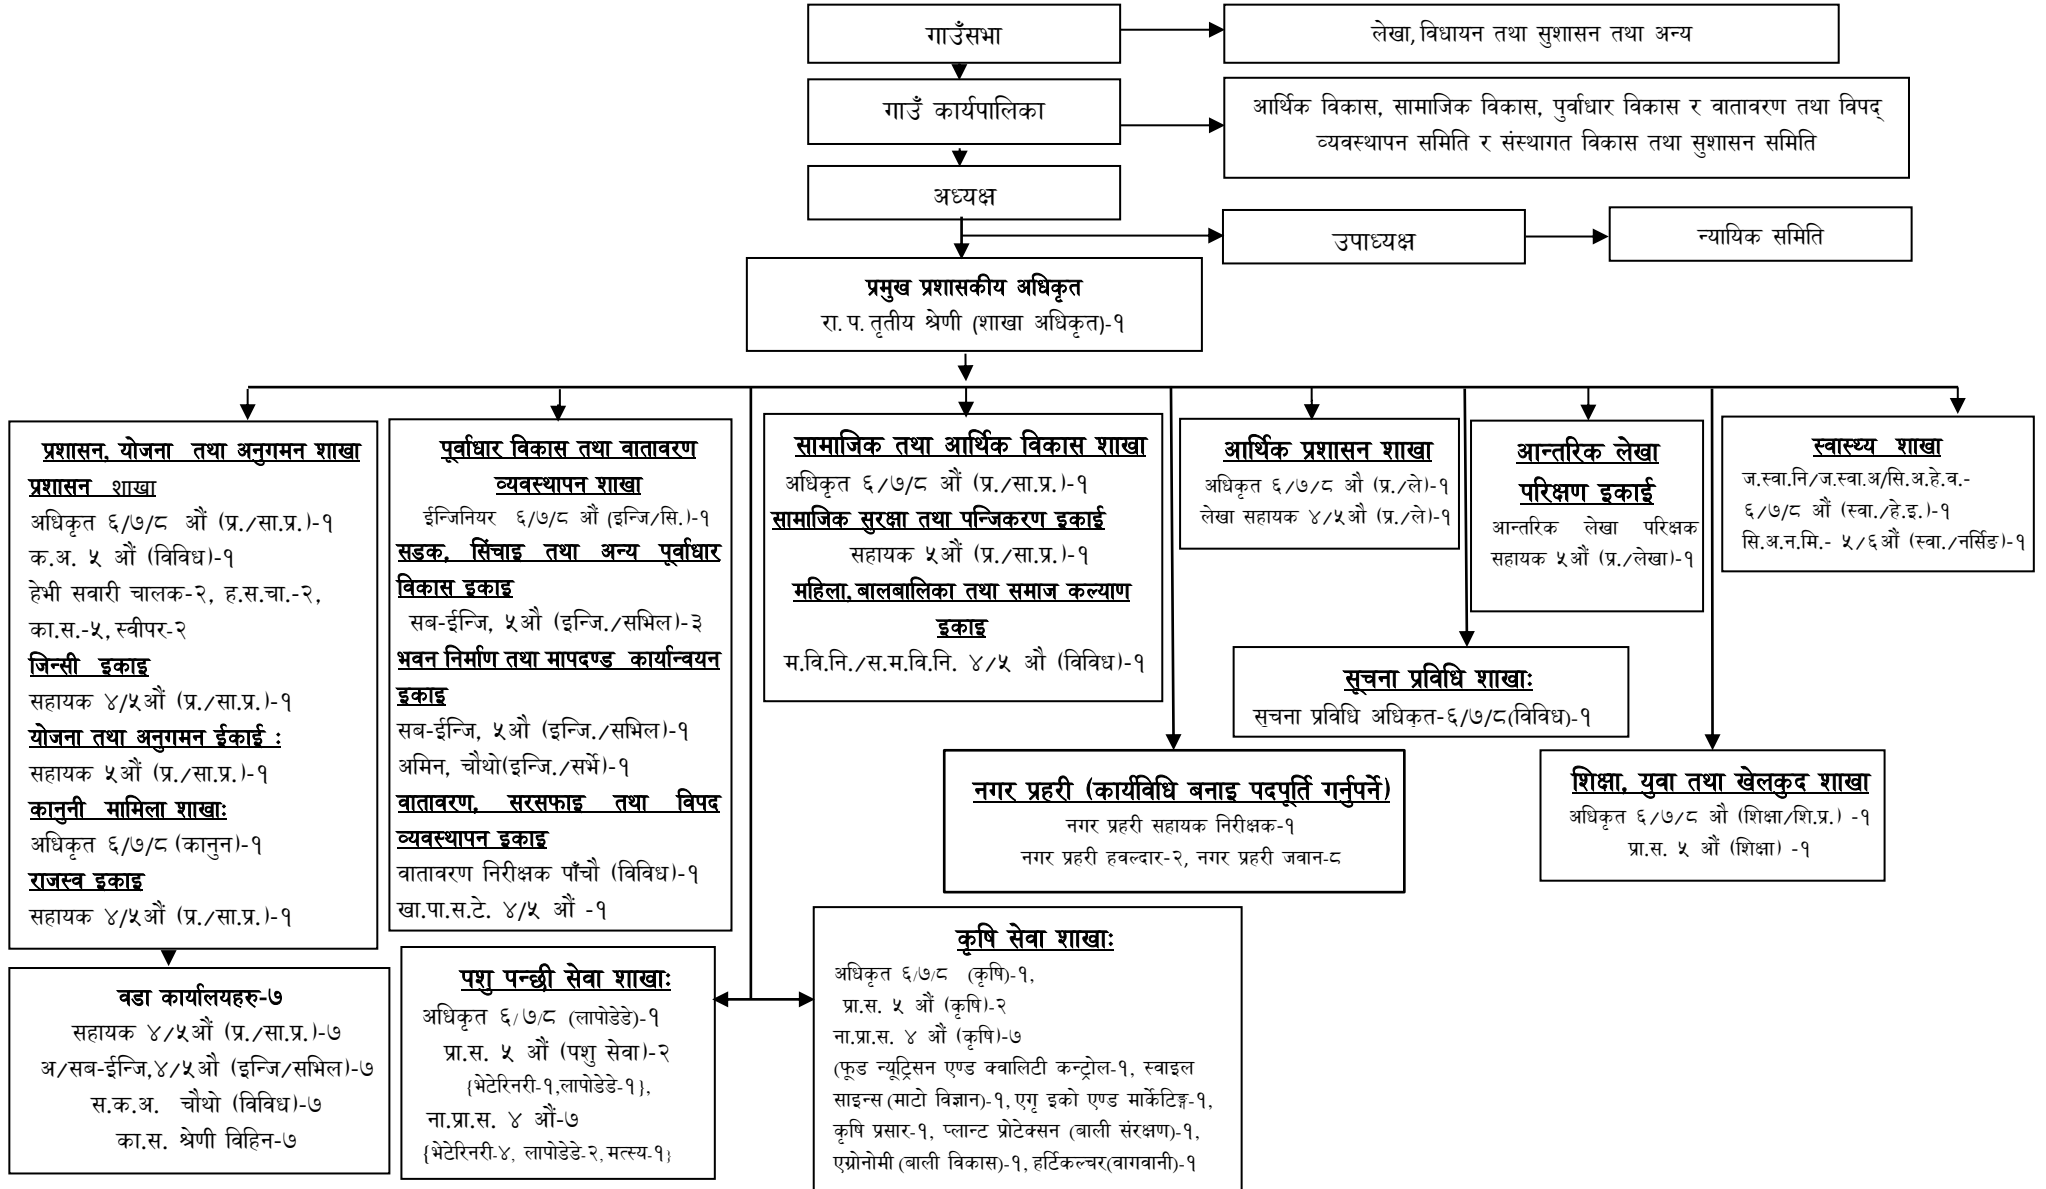 गाउँसभा
लेखा, विधायन तथा सुशासन तथा अन्य
गाउँ कार्यपालिका
आर्थिक विकास, सामाजिक विकास, पुर्वाधार विकास र वातावरण तथा विपद्
व्यवस्थापन समिति र संस्थागत विकास तथा सुशासन समिति
अध्यक्ष
उपाध्यक्ष
न्यायिक समिति
प्रमुख प्रशासकीय अधिकृत
रा. प. तृतीय श्रेणी (शाखा अधिकृत)-१
प्रशासन, योजना तथा अनुगमन शाखा
प्रशासन शाखा
अधिकृत ६/७/८ औं (प्र./सा.प्र.)-१
क.अ. ५ औं (विविध)-१
हेभी सवारी चालक-२, ह.स.चा.-२,
का.स.-५, स्वीपर-२
जिन्सी इकाइ
सहायक ४/५औं (प्र./सा.प्र.)-१
योजना तथा अनुगमन ईकाई :
सहायक ५औं (प्र./सा.प्र.)-१
कानुनी मामिला शाखाः
अधिकृत ६/७/८ (कानुन)-१
राजस्व इकाइ
सहायक ४/५औं (प्र./सा.प्र.)-१
वडा कार्यालयहरु-७
सहायक ४/५औं (प्र./सा.प्र.)-७
अ/सब-ईन्जि,४/५औ (इन्जि/सभिल)-७
स.क.अ. चौथो (विविध)-७
का.स. श्रेणी विहिन-७
पूर्वाधार विकास तथा वातावरण
व्यवस्थापन शाखा
ईन्जिनियर ६/७/८ औं (इन्जि/सि.)-१
सडक, सिंचाइ तथा अन्य पूर्वाधार
विकास इकाइ
सब-ईन्जि, ५औ (इन्जि./सभिल)-३
भवन निर्माण तथा मापदण्ड कार्यान्वयन
इकाइ
सब-ईन्जि, ५औ (इन्जि./सभिल)-१
अमिन, चौथो(इन्जि./सर्भे)-१
वातावरण, सरसफाइ तथा विपद
व्यवस्थापन इकाइ
वातावरण निरीक्षक पाँचौ (विविध)-१
खा.पा.स.टे. ४/५ औं -१
पशु पन्छी सेवा शाखाः
अधिकृत ६/७/८ (लापोडेडे)-१
प्रा.स. ५ औं (पशु सेवा)-२
{भेटेरिनरी-१,लापोडेडे-१},
ना.प्रा.स. ४ औं-७
{भेटेरिनरी-४, लापोडेडे-२, मत्स्य-१}
सामाजिक तथा आर्थिक विकास शाखा
अधिकृत ६/७/८ औं (प्र./सा.प्र.)-१
सामाजिक सुरक्षा तथा पन्जिकरण इकाई
सहायक ५औं (प्र./सा.प्र.)-१
महिला, बालबालिका तथा समाज कल्याण
इकाइ
म.वि.नि./स.म.वि.नि. ४/५ औ (विविध)-१
कृषि सेवा शाखाः
अधिकृत ६/७/८ (कृषि)-१,
प्रा.स. ५ औं (कृषि)-२
ना.प्रा.स. ४ औं (कृषि)-७
(फूड न्यूट्रिसन एण्ड क्वालिटी कन्ट्रोल-१, स्वाइल
साइन्स (माटो विज्ञान)-१, एगृ इको एण्ड मार्केटिङ्ग-१,
कृषि प्रसार-१, प्लान्ट प्रोटेक्सन (बाली संरक्षण)-१,
एग्रोनोमी (बाली विकास)-१, हर्टिकल्चर(वागवानी)-१
नगर प्रहरी (कार्यविधि बनाइ पदपूर्ति गर्नुपर्ने)
नगर प्रहरी सहायक निरीक्षक-१
नगर प्रहरी हवल्दार-२, नगर प्रहरी जवान-८
आर्थिक प्रशासन शाखा
अधिकृत ६/७/८ औ (प्र./ले)-१
लेखा सहायक ४/५औ (प्र./ले)-१
सूचना प्रविधि शाखाः
सूचना प्रविधि अधिकृत-६/७/८(विविध)-१
आन्तरिक लेखा
परिक्षण इकाई
आन्तरिक लेखा परिक्षक
सहायक ५औं (प्र./लेखा)-१
शिक्षा, युवा तथा खेलकुद शाखा
अधिकृत ६/७/८ औ (शिक्षा/शि.प्र.) -१
प्रा.स. ५ औं (शिक्षा) -१
स्वास्थ्य शाखा
ज.स्वा.नि/ज.स्वा.अ/सि.अ.हे.व.-
६/७/८ औं (स्वा./हे.इ.)-१
सि.अ.न.मि.- ५/६औं (स्वा./नर्सिङ)-१